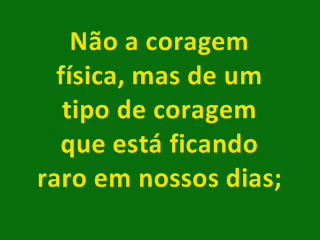 Não a coragem
física, mas de um
tipo de coragem
que está ficando
raro em nossos dias;